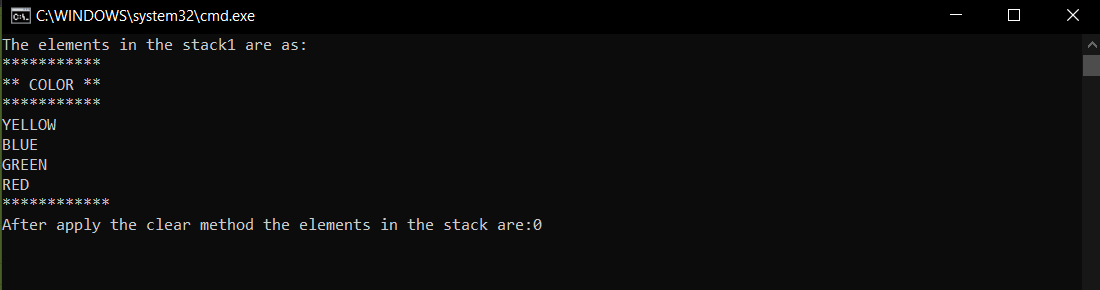 C:\WINDOWS\system32\cmd.exe
The elements in the stack1 are as:
***********
** COLOR **
***********
YELLOW
BLUE
GREEN
RED
************
After apply the clear method the elements in the stack are:0